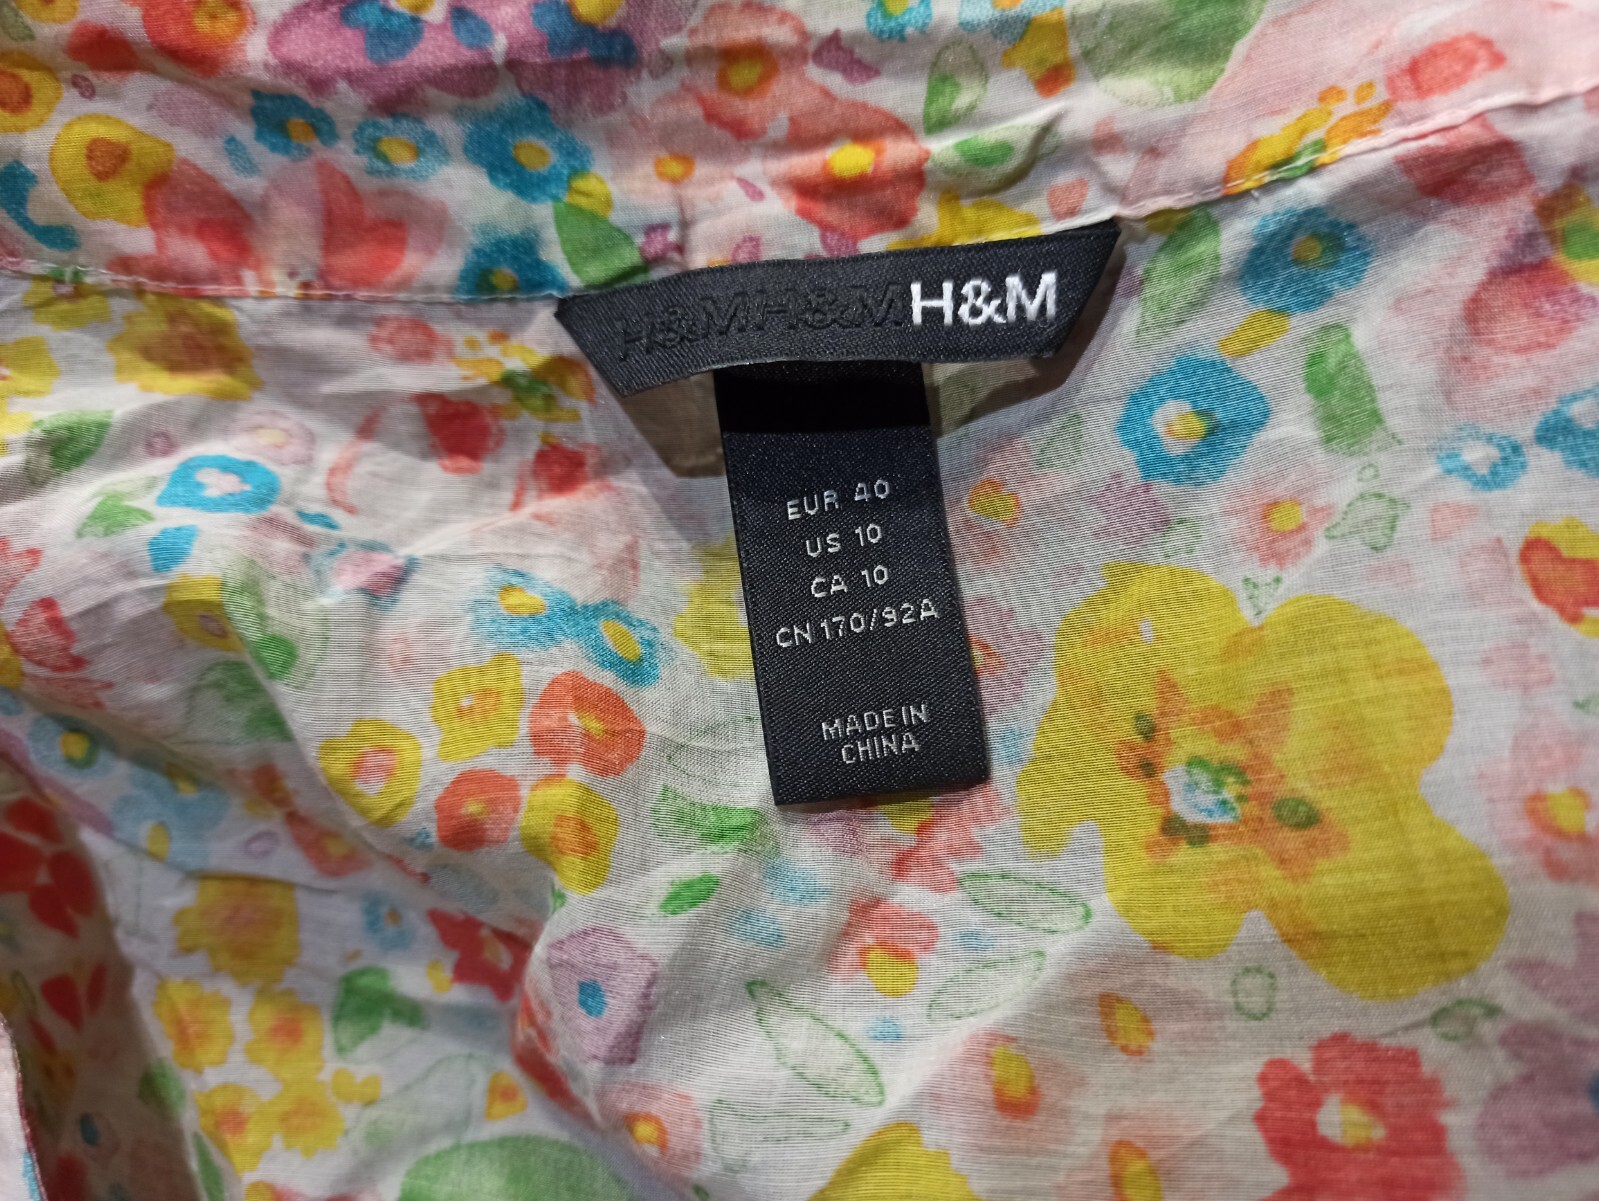 H&MH&MH&M
EUR 40
US 10
CA 10
CN 170/92A
MADE IN
CHINA